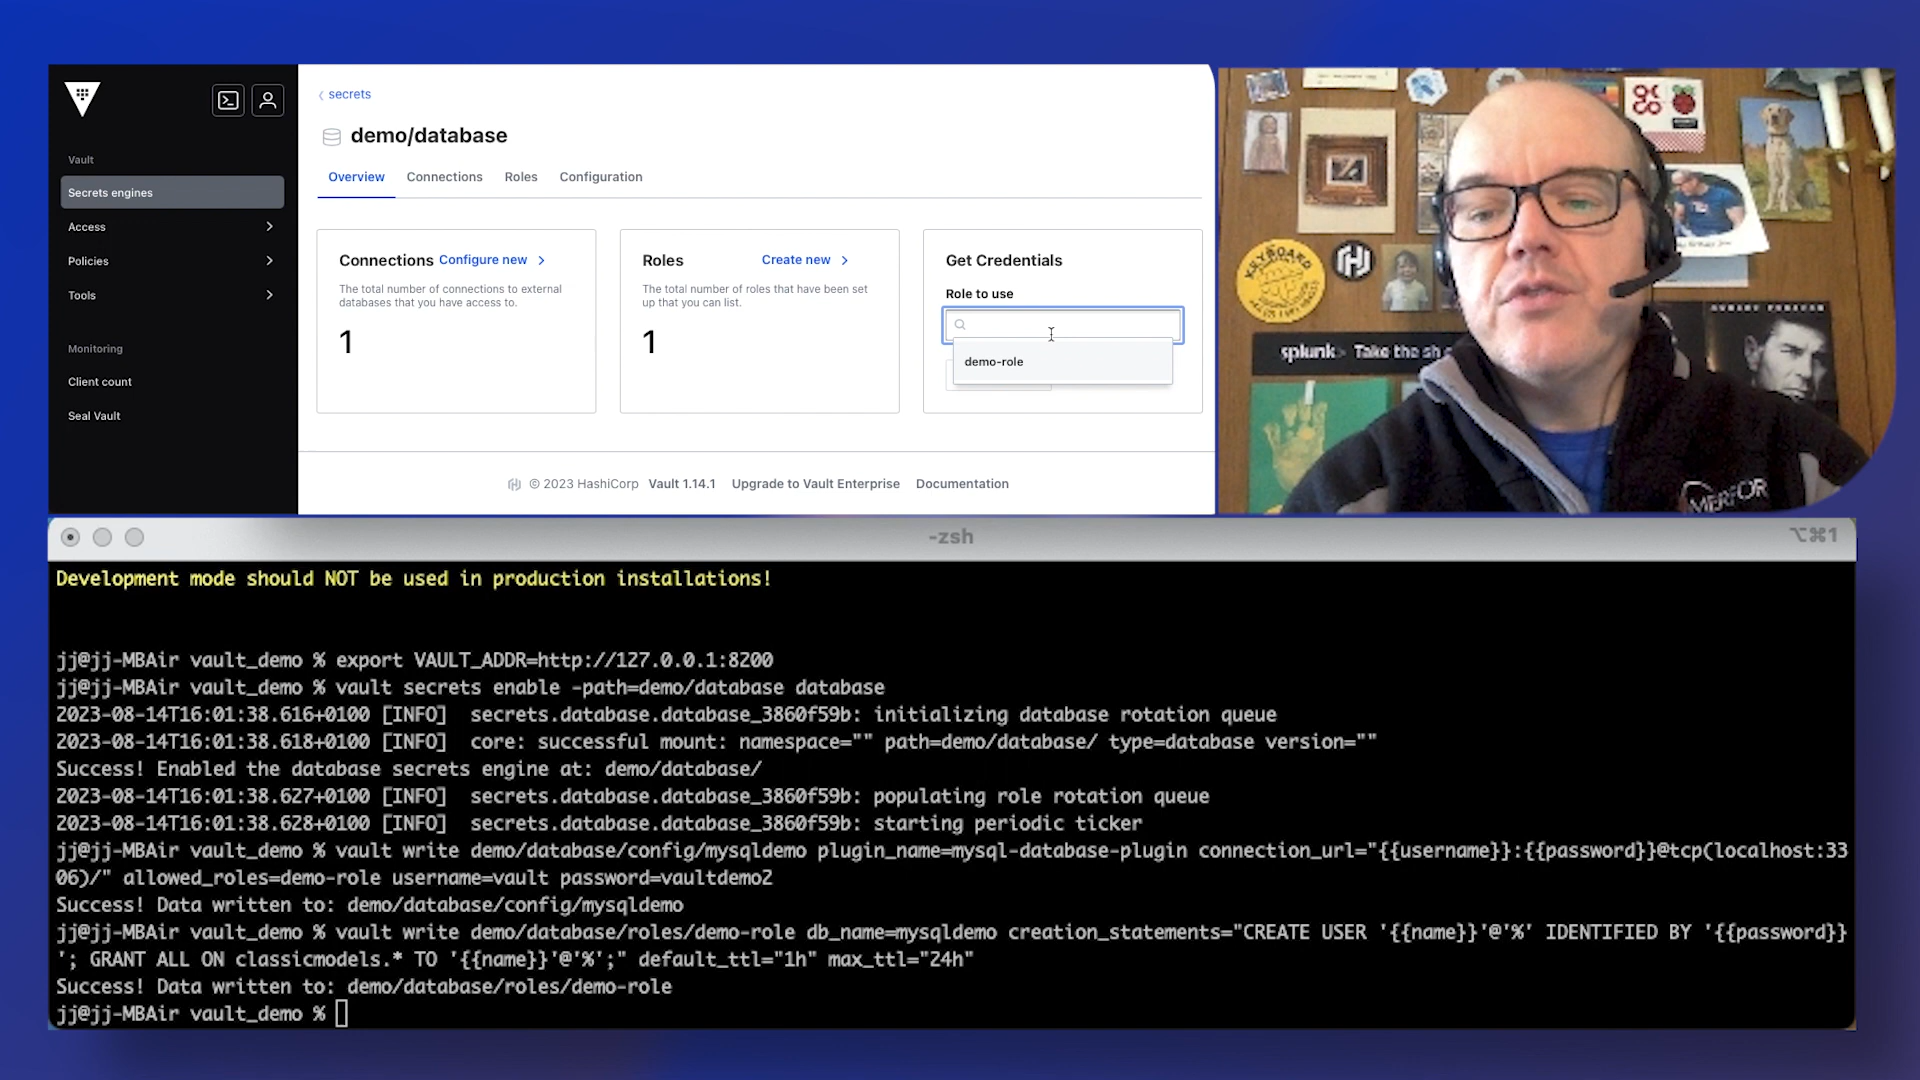 secrets
demo/database
Overview Connections Roles Configuration
Vault
Secrets engines
Access
Policies
Tools
Monitoring
Client count
Seal Vault
Connections Configure new
The total number of connections to external
databases that you have access to.
1
Roles Create new
The total number of roles that have been set
up that you can list.
1
Get Credentials
Role to use
demo-role
© 2023 HashiCorp Vault 1.14.1 Upgrade to Vault Enterprise Documentation
KEYBOARD
splunk> Take the sh
-zsh
⌥⌘1
Development mode should NOT be used in production installations!
jj@jj-MBAir vault_demo % export VAULT_ADDR=http://127.0.0.1:8200
jj@jj-MBAir vault_demo % vault secrets enable -path=demo/database database
2023-08-14T16:01:38.616+0100 [INFO]  secrets.database.database_3860f59b: initializing database rotation queue
2023-08-14T16:01:38.618+0100 [INFO]  core: successful mount: namespace="" path=demo/database/ type=database version=""
Success! Enabled the database secrets engine at: demo/database/
2023-08-14T16:01:38.627+0100 [INFO]  secrets.database.database_3860f59b: populating role rotation queue
2023-08-14T16:01:38.628+0100 [INFO]  secrets.database.database_3860f59b: starting periodic ticker
jj@jj-MBAir vault_demo % vault write demo/database/config/mysqldemo plugin_name=mysql-database-plugin connection_url="{{username}}:{{password}}@tcp(localhost:33
06)/" allowed_roles=demo-role username=vault password=vaultdemo2
Success! Data written to: demo/database/config/mysqldemo
jj@jj-MBAir vault_demo % vault write demo/database/roles/demo-role db_name=mysqldemo creation_statements="CREATE USER '{{name}}'@'%' IDENTIFIED BY '{{password}}
'; GRANT ALL ON classicmodels.* TO '{{name}}'@'%';" default_ttl="1h" max_ttl="24h"
Success! Data written to: demo/database/roles/demo-role
jj@jj-MBAir vault_demo %